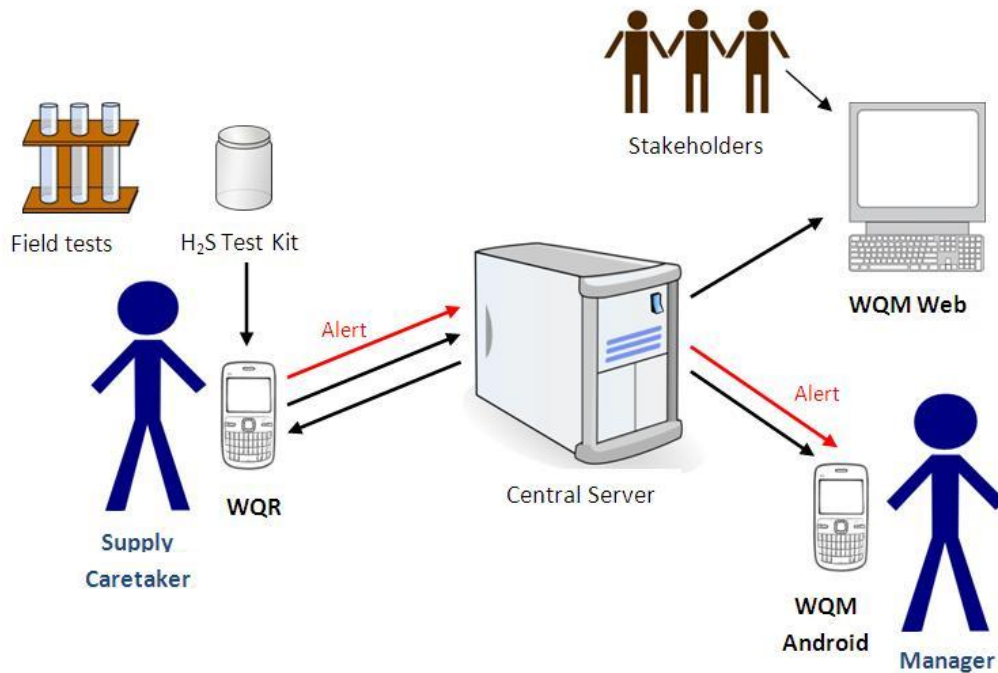 Stakeholders
Field tests
H₂S Test Kit
WQM Web
Alert
Alert
Central Server
WQR
Supply
Caretaker
WQM
Android
Manager